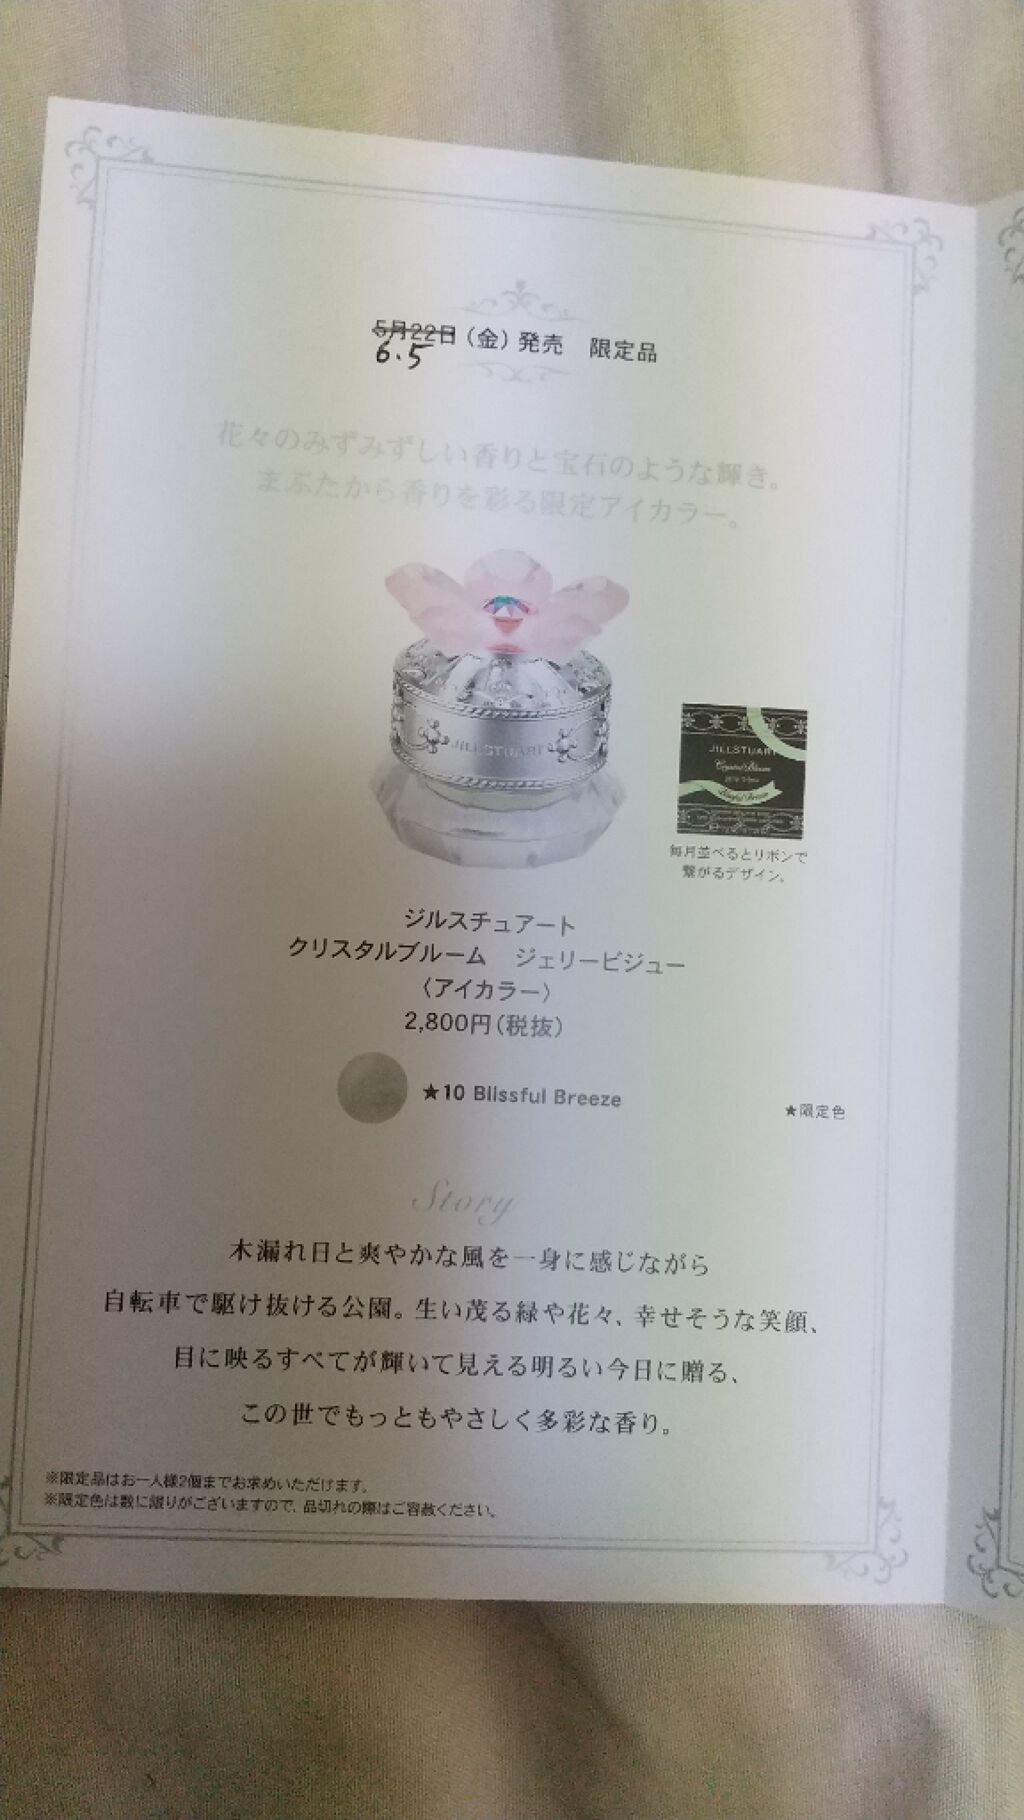 5月22日（金）発売　限定品
6.5
花々のみずみずしい香りと宝石のような輝き。
まぶたから香りを彩る限定アイカラー。
JILLSTUART
JILLSTUART
Crystal Bloom
Blissful Breeze
毎月並べるとリボンで
繋がるデザイン。
ジルスチュアート
クリスタルブルーム　ジェリービジュー
〈アイカラー〉
2,800円（税抜）
★10 Blissful Breeze
★限定色
Story
木漏れ日と爽やかな風を一身に感じながら
自転車で駆け抜ける公園。生い茂る緑や花々、幸せそうな笑顔、
目に映るすべてが輝いて見える明るい今日に贈る、
この世でもっともやさしく多彩な香り。
※限定品はお一人様2個までお求めいただけます。
※限定色は数に限りがございますので、品切れの際はご容赦ください。